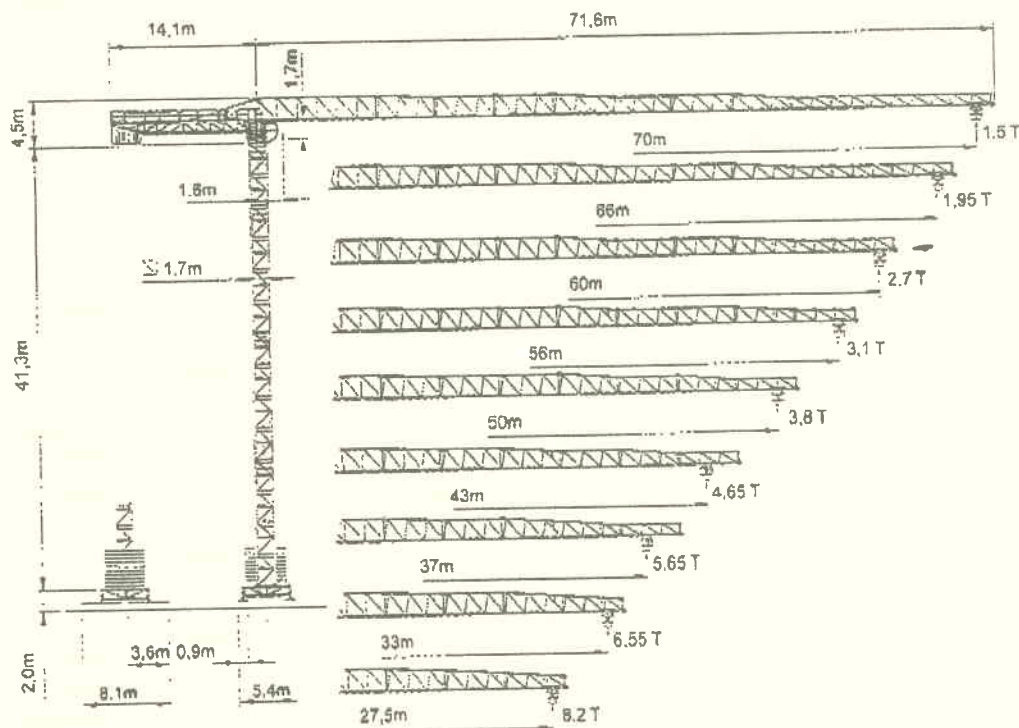 14,1m
71,6m
1,7m
4,5m
1.5 T
70m
1.6m
1,95 T
66m
1.7m
2.7 T
60m
41,3m
3,1 T
56m
3,8 T
50m
4,65 T
43m
5.65 T
37m
6.55 T
33m
8.2 T
27,5m
2,0m
3,6m 0,9m
8.1m
5,4m